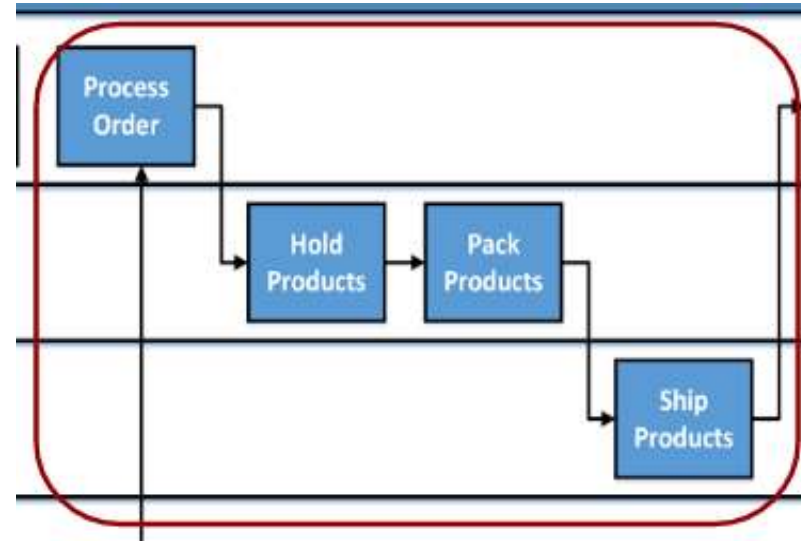 Process
Order
Hold
Products
Pack
Products
Ship
Products